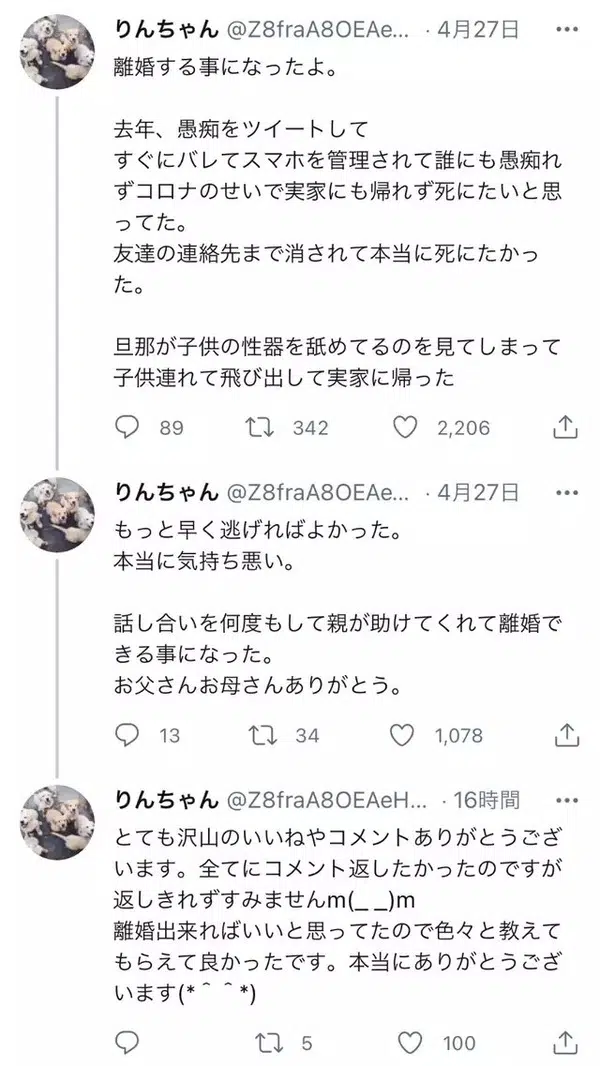 りんちゃん @Z8fraA8OEAe... · 4月27日
離婚する事になったよ。
去年、愚痴をツイートして
すぐにバレてスマホを管理されて誰にも愚痴れ
ずコロナのせいで実家にも帰れず死にたいと思
ってた。
友達の連絡先まで消されて本当に死にたかっ
た。
旦那が子供の性器を舐めてるのを見てしまって
子供連れて飛び出して実家に帰った
89 342 2,206
りんちゃん @Z8fraA8OEAe... · 4月27日
もっと早く逃げればよかった。
本当に気持ち悪い。
話し合いを何度もして親が助けてくれて離婚で
きる事になった。
お父さんお母さんありがとう。
13 34 1,078
りんちゃん @Z8fraA8OEAeH... · 16時間
とても沢山のいいねやコメントありがとうござ
います。全てにコメント返したかったのですが
返しきれずすみませんm(_ _)m
離婚出来ればいいと思ってたので色々と教えて
もらえて良かったです。本当にありがとうござ
います(*＾＾*)
5 100